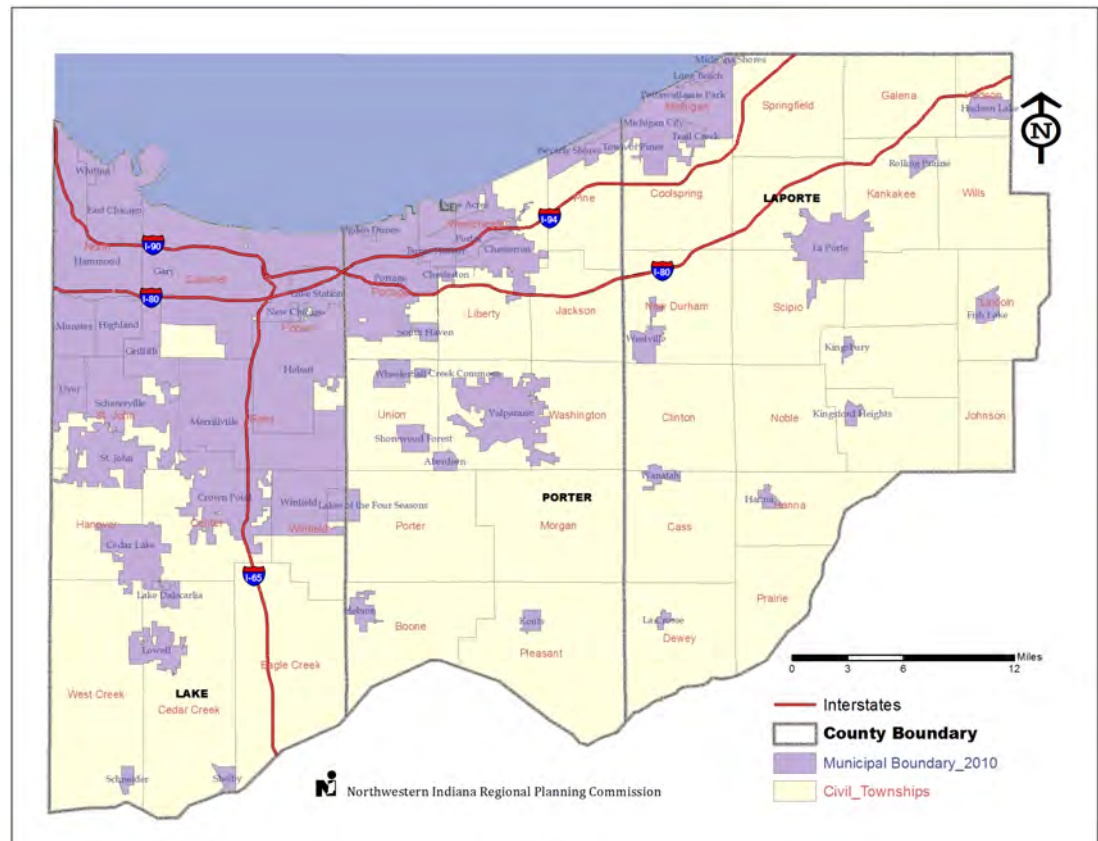 Michiana Shores
Long Beach
Pottawattamie Park
Michigan
Springfield
Galena
Hudson
Hudson Lake
N
Michigan City
Trail Creek
Beverly Shores
Town of Pines
Whiting
Rolling Prairie
Pine
Coolspring
LAPORTE
Kankakee
Wills
East Chicago
Dune Acres
Westchester
I-94
Ogden Dunes
Porter
I-90
North
Hammond
Burns Harbor
Chesterton
La Porte
Gary
Calumet
Portage
Chesterton
I-80
Portage
I-80
Lake Station
New Chicago
Hobart
Liberty
Jackson
New Durham
Scipio
Lincoln
Fish Lake
Munster
Highland
South Haven
Westville
Griffith
Kingsbury
Hobart
Wheeler
Salt Creek Commons
Dyer
Schererville
St. John
Merrillville
Ross
Union
Valparaiso
Washington
Clinton
Noble
Kingsford Heights
Johnson
Shorewood Forest
St. John
Aberdeen
Wanatah
Crown Point
Winfield
Lakes of the Four Seasons
PORTER
Hanna
Hanna
Hanover
Center
Winfield
Porter
Morgan
Cass
Cedar Lake
I-65
Lake Dalecarlia
Prairie
Hebron
Boone
Kouts
La Crosse
Dewey
Lowell
Pleasant
Eagle Creek
Miles
0 3 6 12
West Creek
LAKE
Cedar Creek
Interstates
County Boundary
Municipal Boundary_2010
Civil_Townships
Schneider
Shelby
Northwestern Indiana Regional Planning Commission